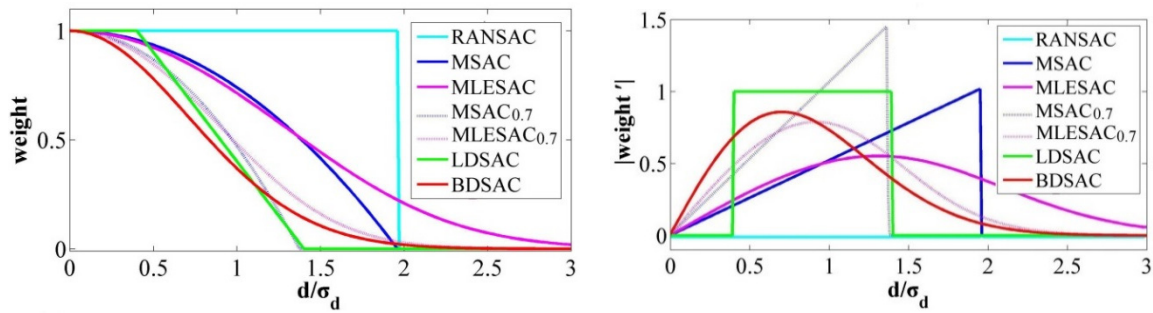 1
0.5
0
weight
0
0.5
1
1.5
2
2.5
3
d/σ_d
RANSAC
MSAC
MLESAC
MSAC₀.₇
MLESAC₀.₇
LDSAC
BDSAC
1.5
1
0.5
0
|weight '|
0
0.5
1
1.5
2
2.5
3
d/σ_d
RANSAC
MSAC
MLESAC
MSAC₀.₇
MLESAC₀.₇
LDSAC
BDSAC